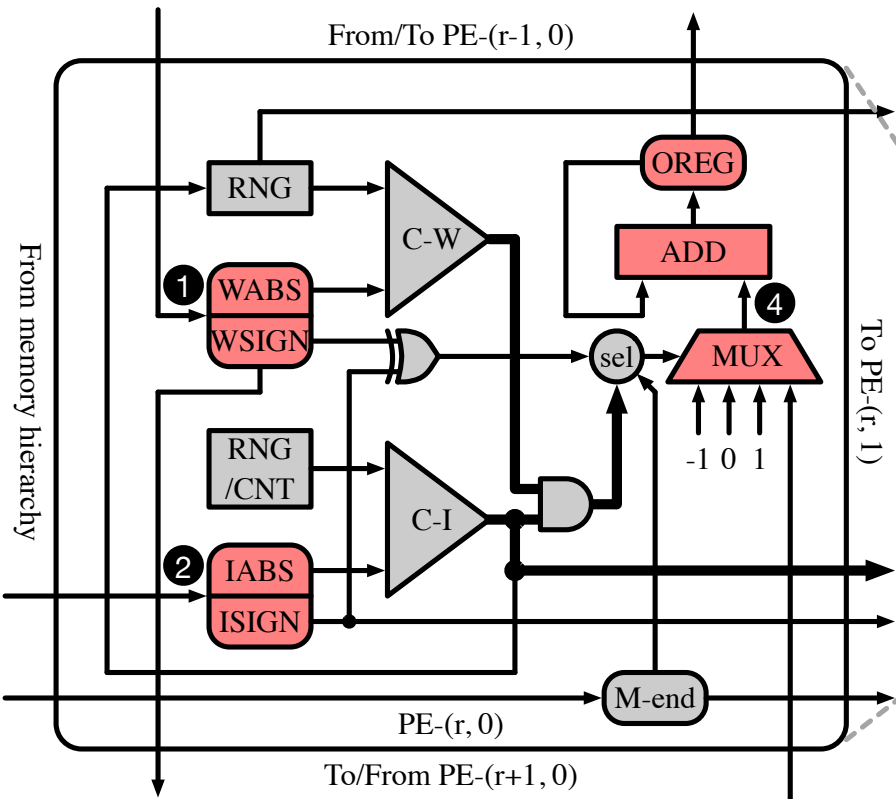 From/To PE-(r-1, 0)
OREG
RNG
C-W
ADD
1
WABS
WSIGN
4
sel
MUX
-1 0 1
From memory hierarchy
To PE-(r, 1)
RNG
/CNT
C-I
2
IABS
ISIGN
M-end
PE-(r, 0)
To/From PE-(r+1, 0)